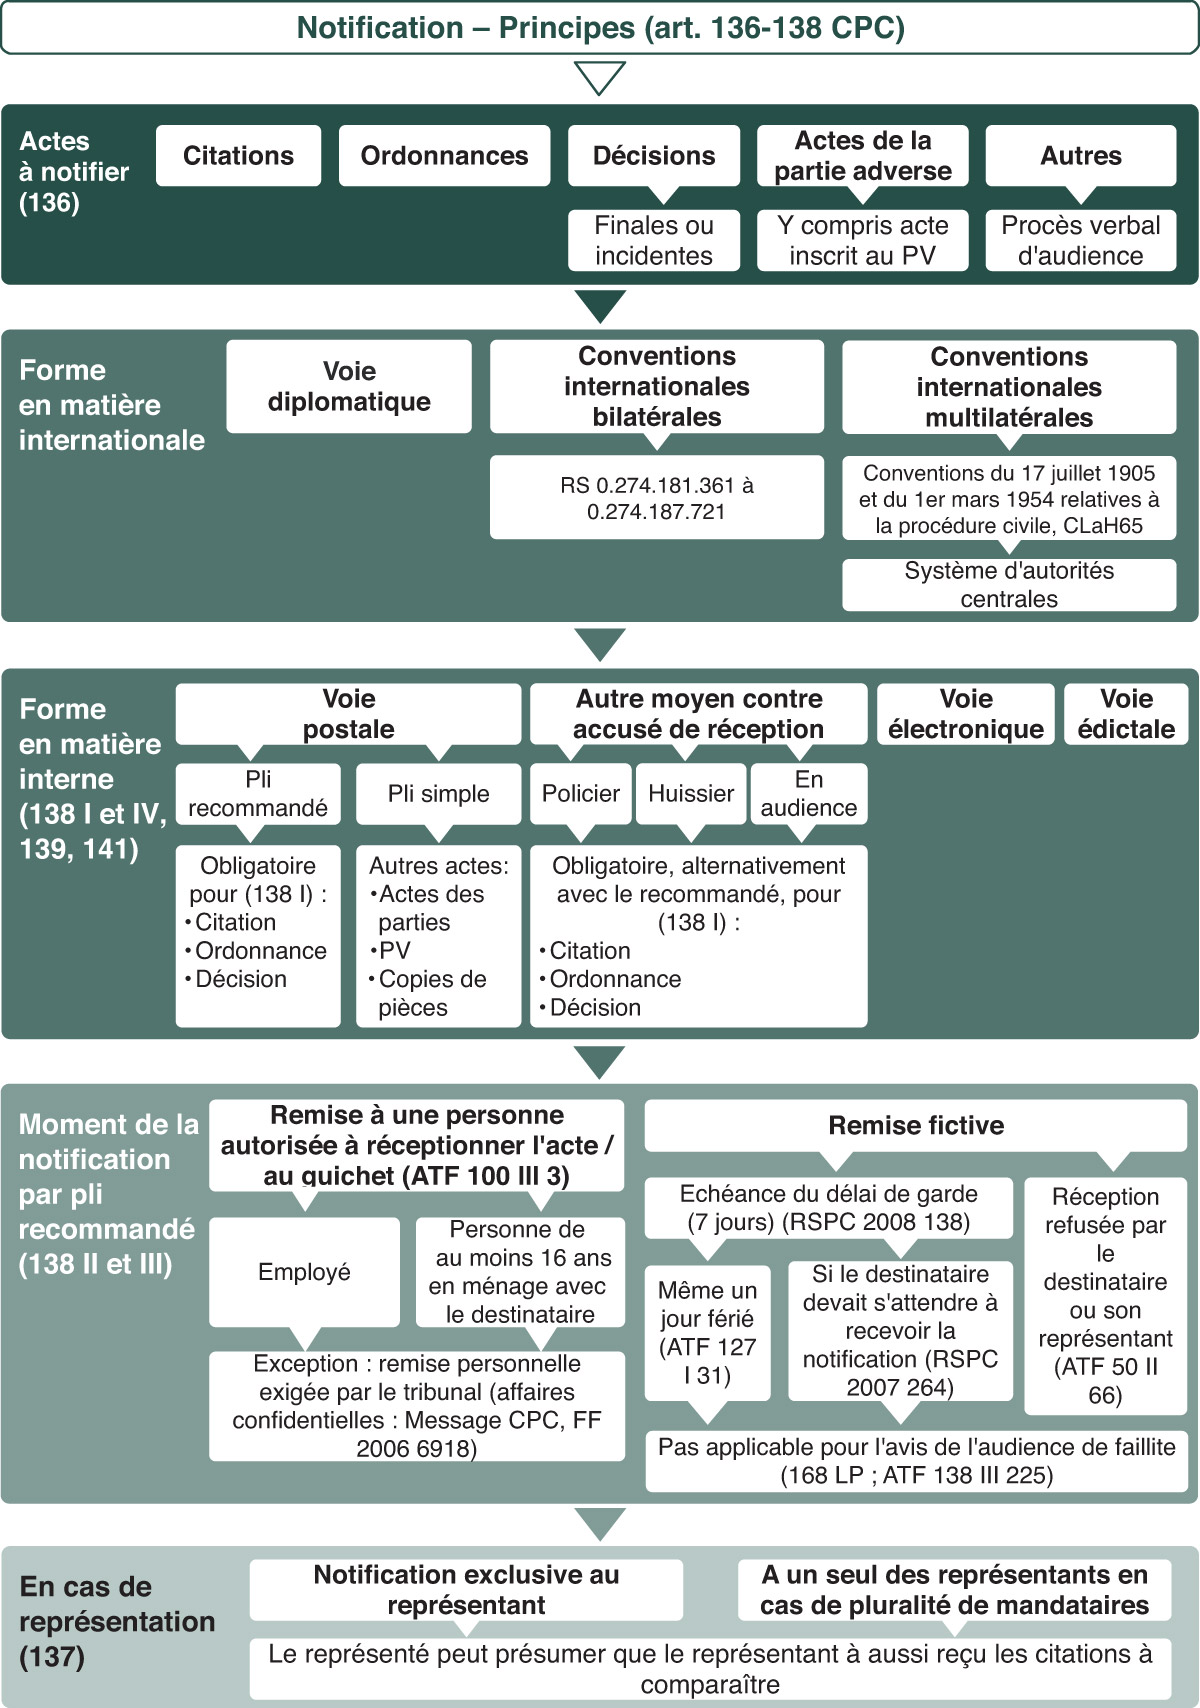 Notification – Principes (art. 136-138 CPC)
Actes
à notifier
(136)
Citations
Ordonnances
Décisions
Actes de la
partie adverse
Autres
Finales ou
incidentes
Y compris acte
inscrit au PV
Procès verbal
d'audience
Forme
en matière
internationale
Voie
diplomatique
Conventions
internationales
bilatérales
Conventions
internationales
multilatérales
RS 0.274.181.361 à
0.274.187.721
Conventions du 17 juillet 1905
et du 1er mars 1954 relatives à
la procédure civile, CLaH65
Système d'autorités
centrales
Forme
en matière
interne
(138 I et IV,
139, 141)
Voie
postale
Autre moyen contre
accusé de réception
Voie
électronique
Voie
édictale
Pli
recommandé
Pli simple
Policier
Huissier
En
audience
Obligatoire
pour (138 I) :
• Citation
• Ordonnance
• Décision
Autres actes:
• Actes des
parties
• PV
• Copies de
pièces
Obligatoire, alternativement
avec le recommandé, pour
(138 I) :
• Citation
• Ordonnance
• Décision
Moment de la
notification
par pli
recommandé
(138 II et III)
Remise à une personne
autorisée à réceptionner l'acte /
au guichet (ATF 100 III 3)
Remise fictive
Employé
Personne de
au moins 16 ans
en ménage avec
le destinataire
Exception : remise personnelle
exigée par le tribunal (affaires
confidentielles : Message CPC, FF
2006 6918)
Echéance du délai de garde
(7 jours) (RSPC 2008 138)
Réception
refusée par
le
destinataire
ou son
représentant
(ATF 50 II
66)
Même un
jour férié
(ATF 127
I 31)
Si le destinataire
devait s'attendre à
recevoir la
notification (RSPC
2007 264)
Pas applicable pour l'avis de l'audience de faillite
(168 LP ; ATF 138 III 225)
En cas de
représentation
(137)
Notification exclusive au
représentant
A un seul des représentants en
cas de pluralité de mandataires
Le représenté peut présumer que le représentant à aussi reçu les citations à
comparaître